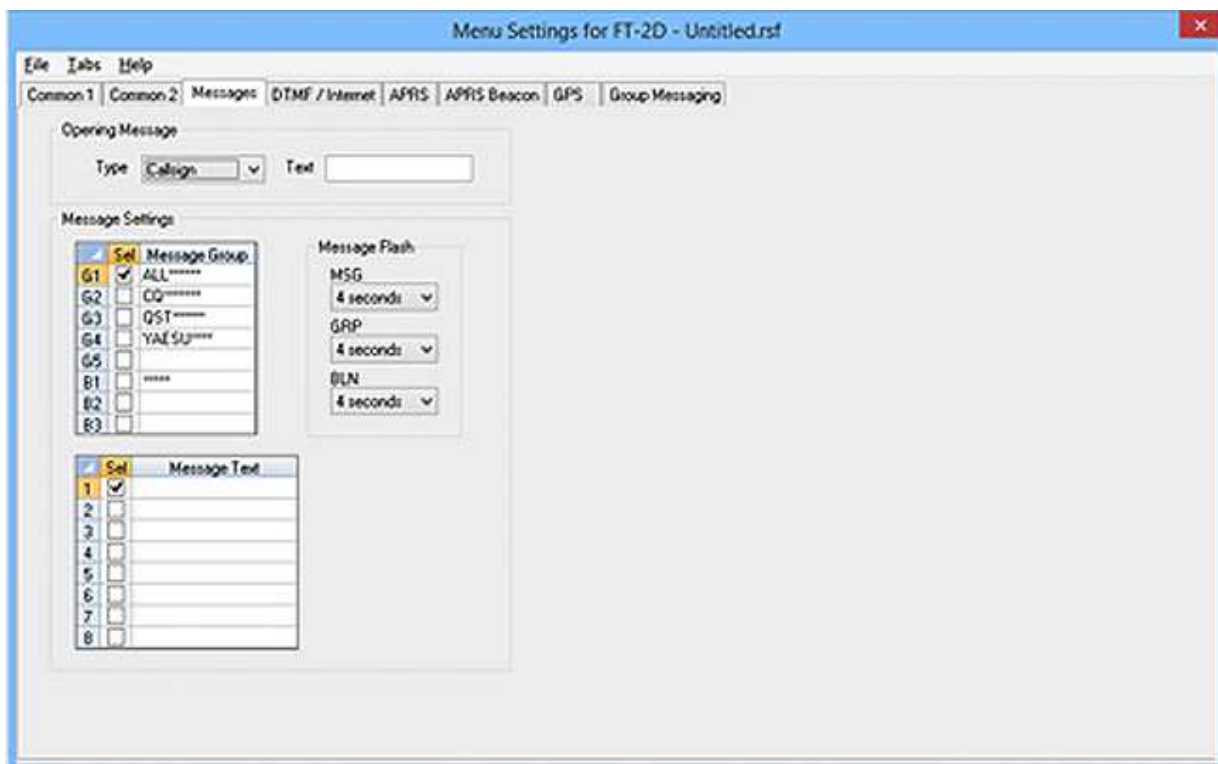 Menu Settings for FT-2D - Untitled.rsf
File Tabs Help
Common 1 Common 2 Messages DTMF / Internet APRS APRS Beacon GPS Group Messaging
Opening Message
Type Callsign Text
Message Settings
Sel Message Group
G1 ALL******
G2 CQ*******
G3 QST******
G4 YAESU****
G5
B1 *****
B2
B3
Message Flash
MSG
4 seconds
GRP
4 seconds
BLN
4 seconds
Sel Message Text
1
2
3
4
5
6
7
8